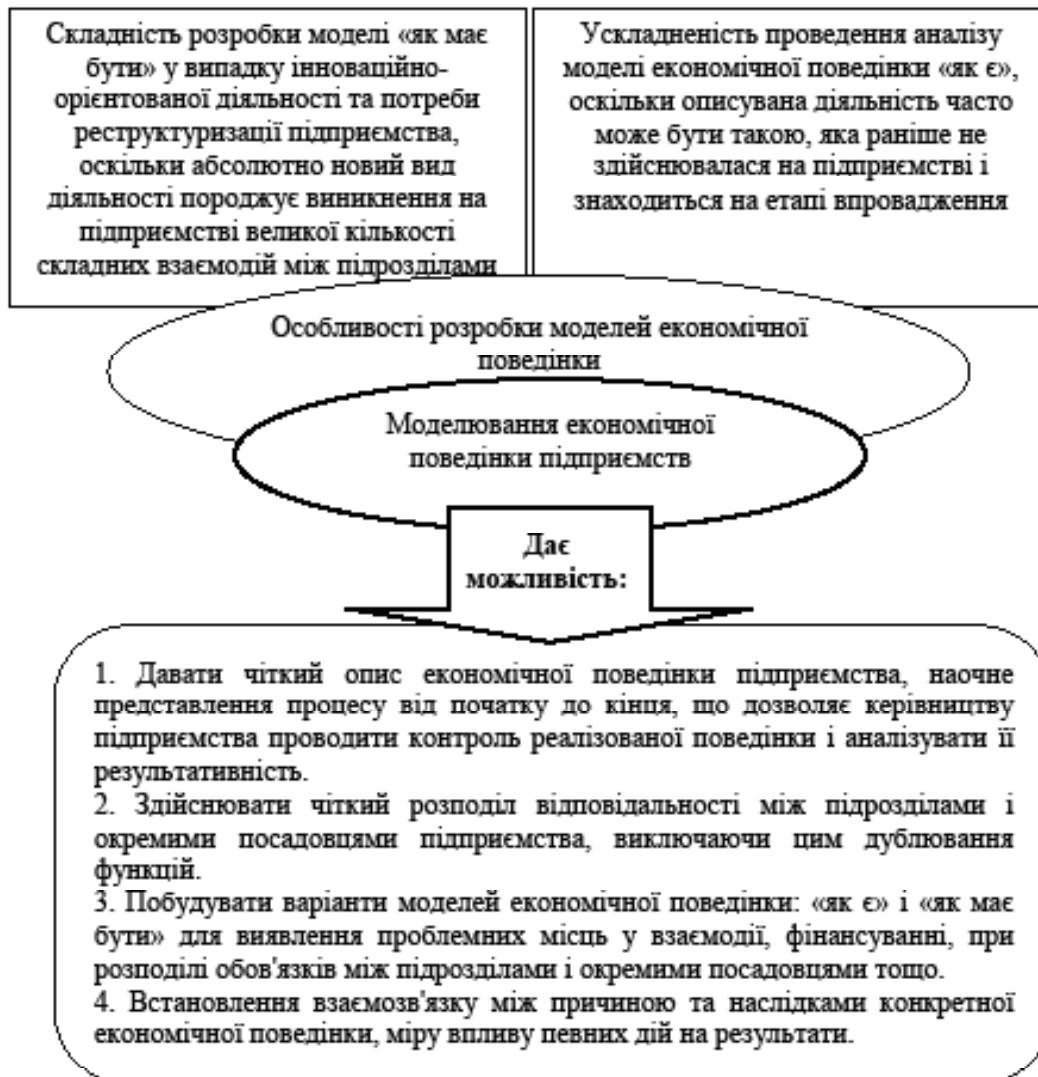 Складність розробки моделі «як має
бути» у випадку інноваційно-
орієнтованої діяльності та потреби
реструктуризації підприємства,
оскільки абсолютно новий вид
діяльності породжує виникнення на
підприємстві великої кількості
складних взаємодій між підрозділами
Ускладненість проведення аналізу
моделі економічної поведінки «як є»,
оскільки описувана діяльність часто
може бути такою, яка раніше не
здійснювалася на підприємстві і
знаходиться на етапі впровадження
Особливості розробки моделей економічної
поведінки
Моделювання економічної
поведінки підприємств
Дає
можливість:
1. Давати чіткий опис економічної поведінки підприємства, наочне
представлення процесу від початку до кінця, що дозволяє керівництву
підприємства проводити контроль реалізованої поведінки і аналізувати її
результативність.
2. Здійснювати чіткий розподіл відповідальності між підрозділами і
окремими посадовцями підприємства, виключаючи цим дублювання
функцій.
3. Побудувати варіанти моделей економічної поведінки: «як є» і «як має
бути» для виявлення проблемних місць у взаємодії, фінансуванні, при
розподілі обов'язків між підрозділами і окремими посадовцями тощо.
4. Встановлення взаємозв'язку між причиною та наслідками конкретної
економічної поведінки, міру впливу певних дій на результати.